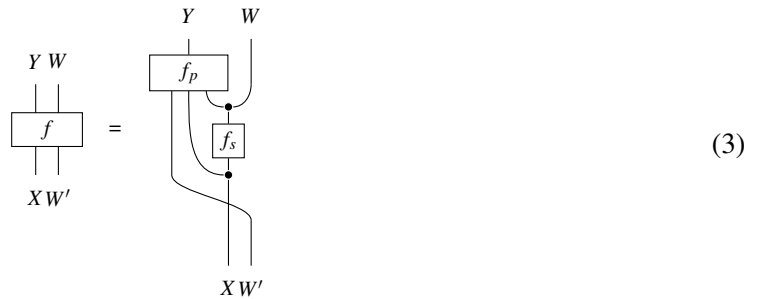 Y W
Y W
f_p
f = f_s (3)
X W′
X W′